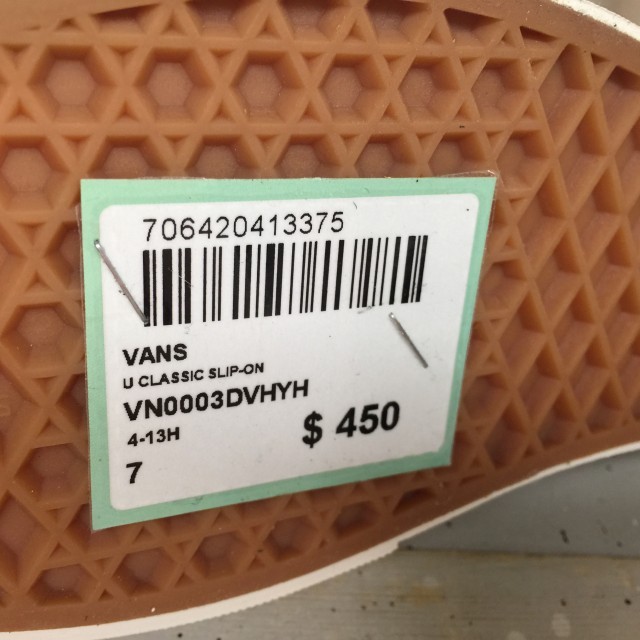 706420413375
VANS
U CLASSIC SLIP-ON
VN0003DVHYH
4-13H
$ 450
7